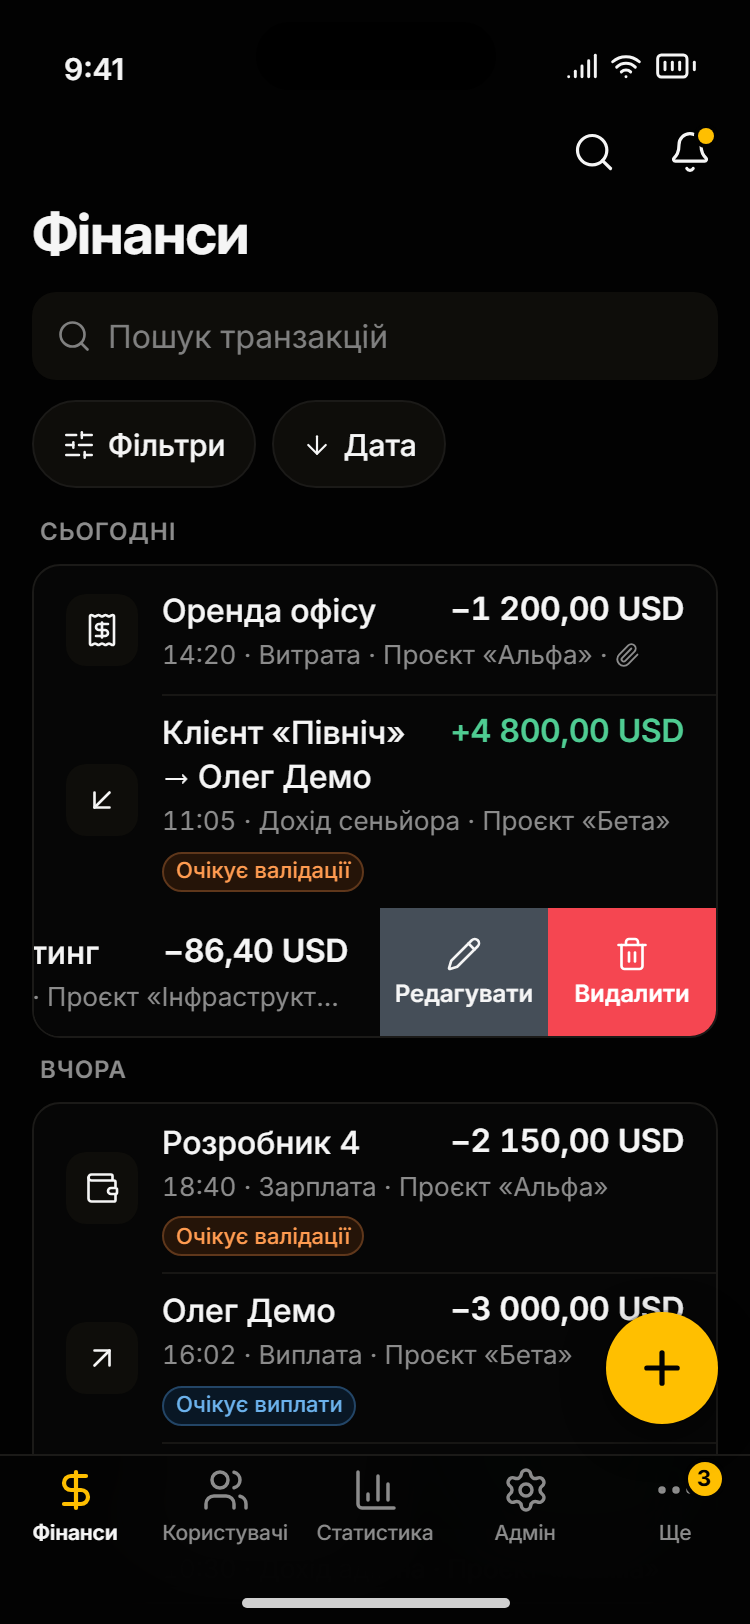 9:41
Фінанси
Пошук транзакцій
Фільтри
Дата
СЬОГОДНІ
Оренда офісу −1 200,00 USD
14:20 · Витрата · Проєкт «Альфа» ·
Клієнт «Північ» +4 800,00 USD
→ Олег Демо
11:05 · Дохід сеньйора · Проєкт «Бета»
Очікує валідації
тинг −86,40 USD
· Проєкт «Інфраструкт...
Редагувати
Видалити
ВЧОРА
Розробник 4 −2 150,00 USD
18:40 · Зарплата · Проєкт «Альфа»
Очікує валідації
Олег Демо −3 000,00 USD
16:02 · Виплата · Проєкт «Бета»
Очікує виплати
3
Фінанси
Користувачі
Статистика
Адмін
Ще